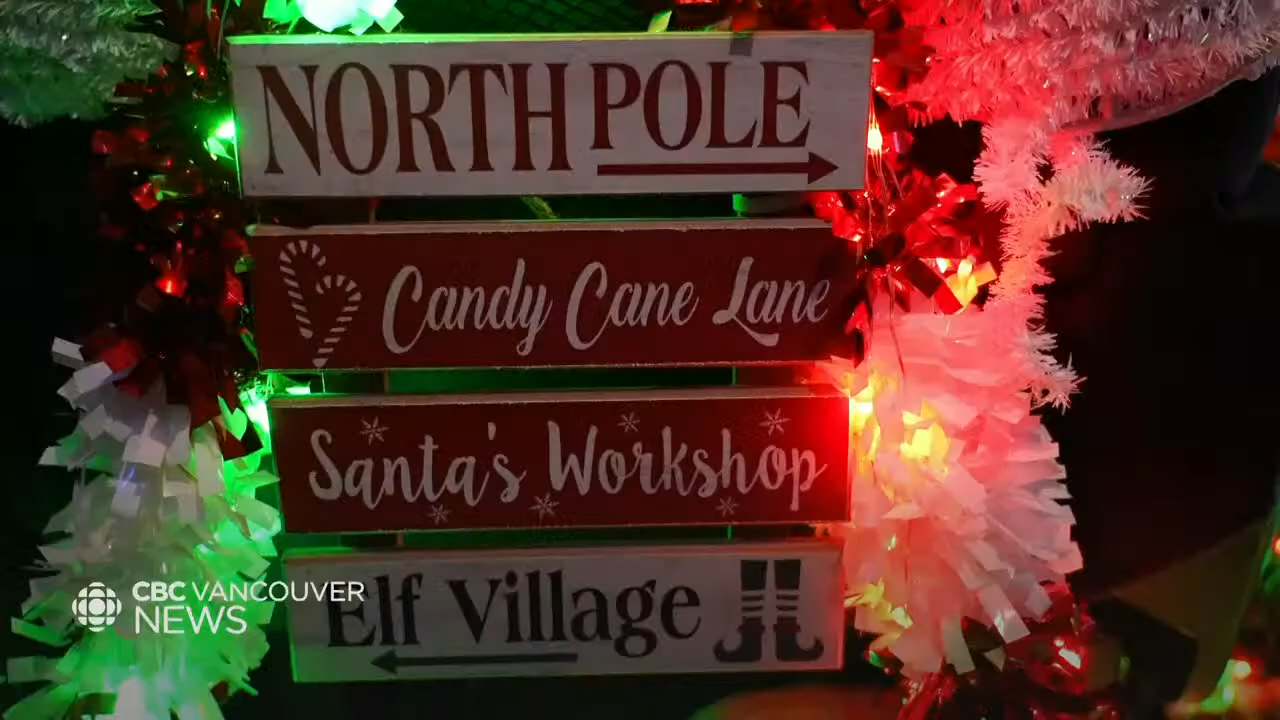 NORTH POLE
Candy Cane Lane
Santa's Workshop
Elf Village
CBC VANCOUVER
NEWS